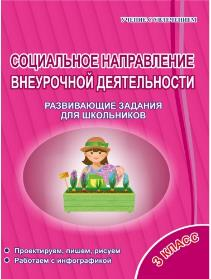 УЧЕНИЕ С УВЛЕЧЕНИЕМ
СОЦИАЛЬНОЕ НАПРАВЛЕНИЕ
ВНЕУРОЧНОЙ ДЕЯТЕЛЬНОСТИ
РАЗВИВАЮЩИЕ ЗАДАНИЯ
ДЛЯ ШКОЛЬНИКОВ
• Проектируем, пишем, рисуем
• Работаем с инфографикой
3 КЛАСС